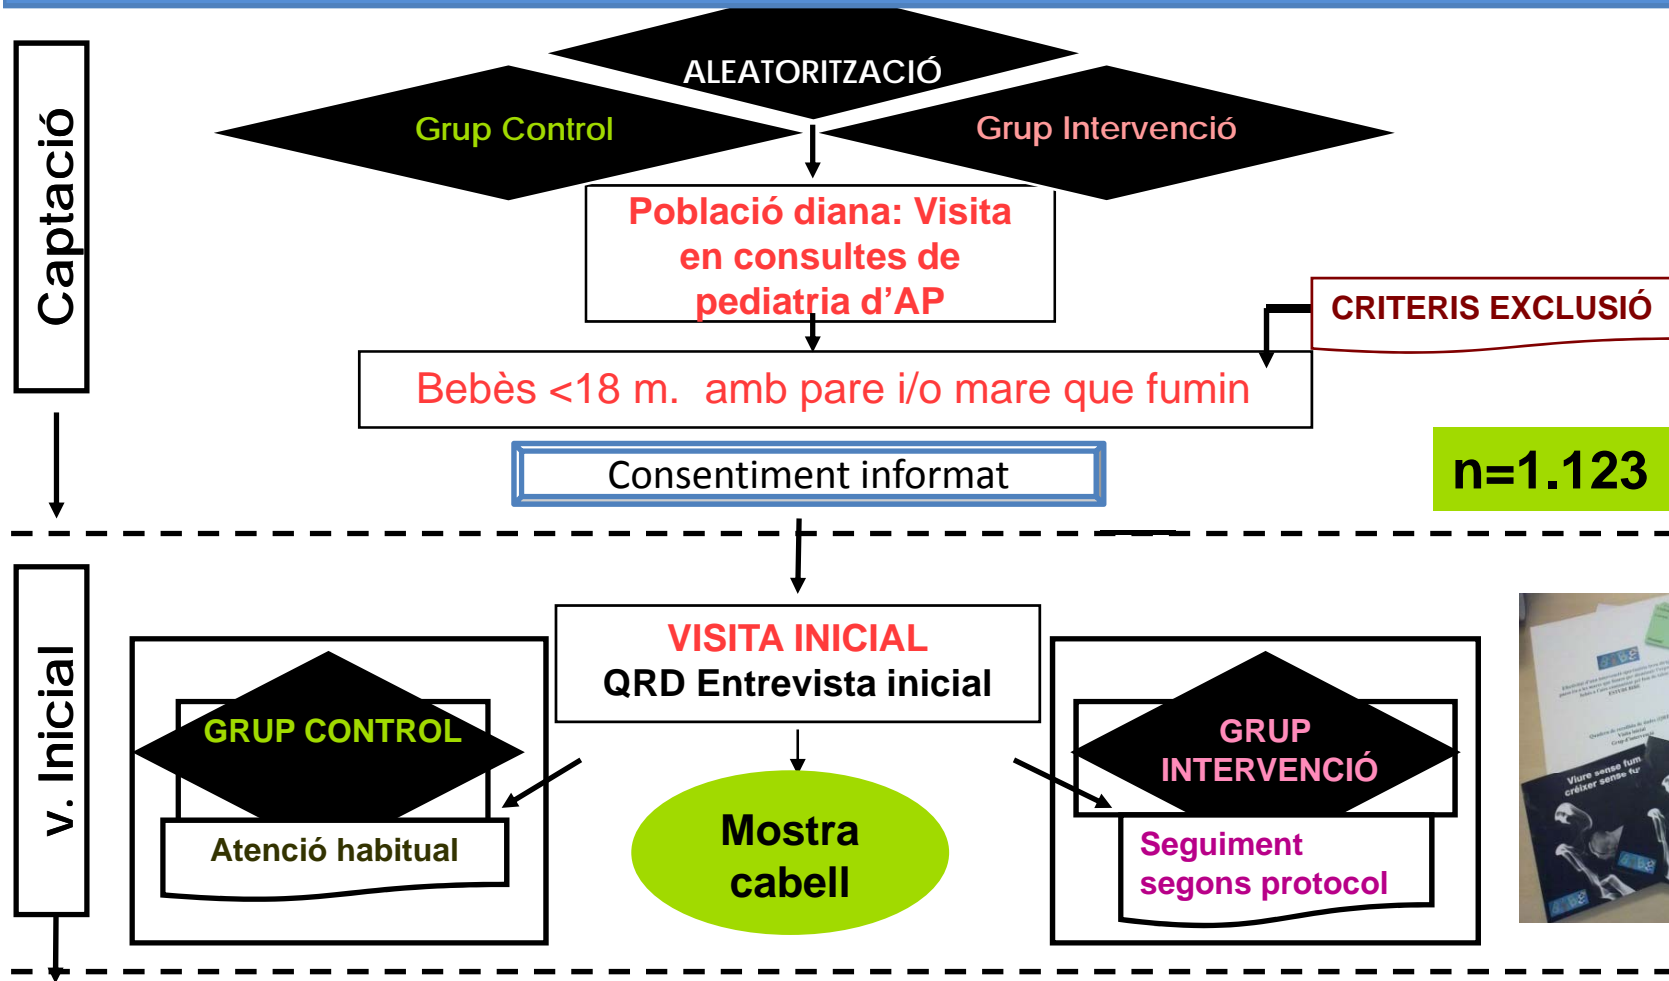 ALEATORITZACIÓ
Grup Control
Grup Intervenció
Captació
Població diana: Visita
en consultes de
pediatria d’AP
CRITERIS EXCLUSIÓ
Bebès <18 m. amb pare i/o mare que fumin
Consentiment informat
n=1.123
v. Inicial
VISITA INICIAL
QRD Entrevista inicial
GRUP CONTROL
Atenció habitual
Mostra
cabell
GRUP
INTERVENCIÓ
Seguiment
segons protocol
Viure sense fum
créixer sense fu